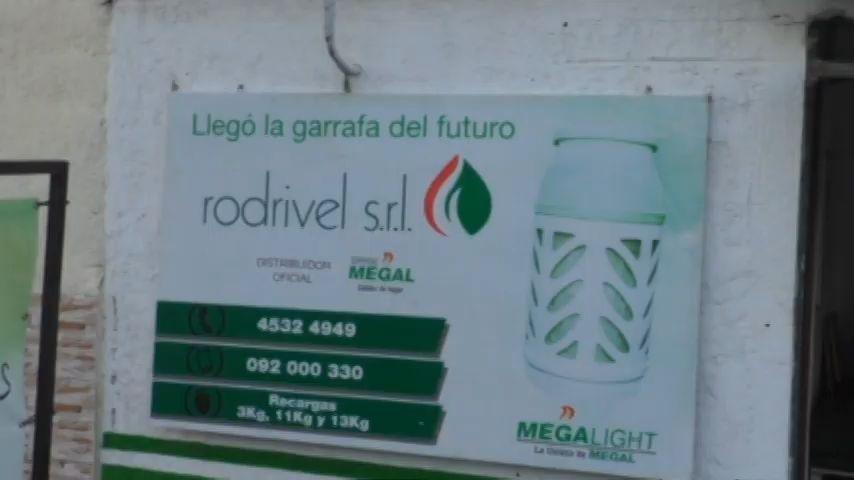 Llegó la garrafa del futuro
rodrivel s.r.l.
DISTRIBUIDOR
OFICIAL
MEGAL
4532 4949
092 000 330
Recargas
3Kg, 11Kg y 13Kg
MEGALIGHT
La de MEGAL
S